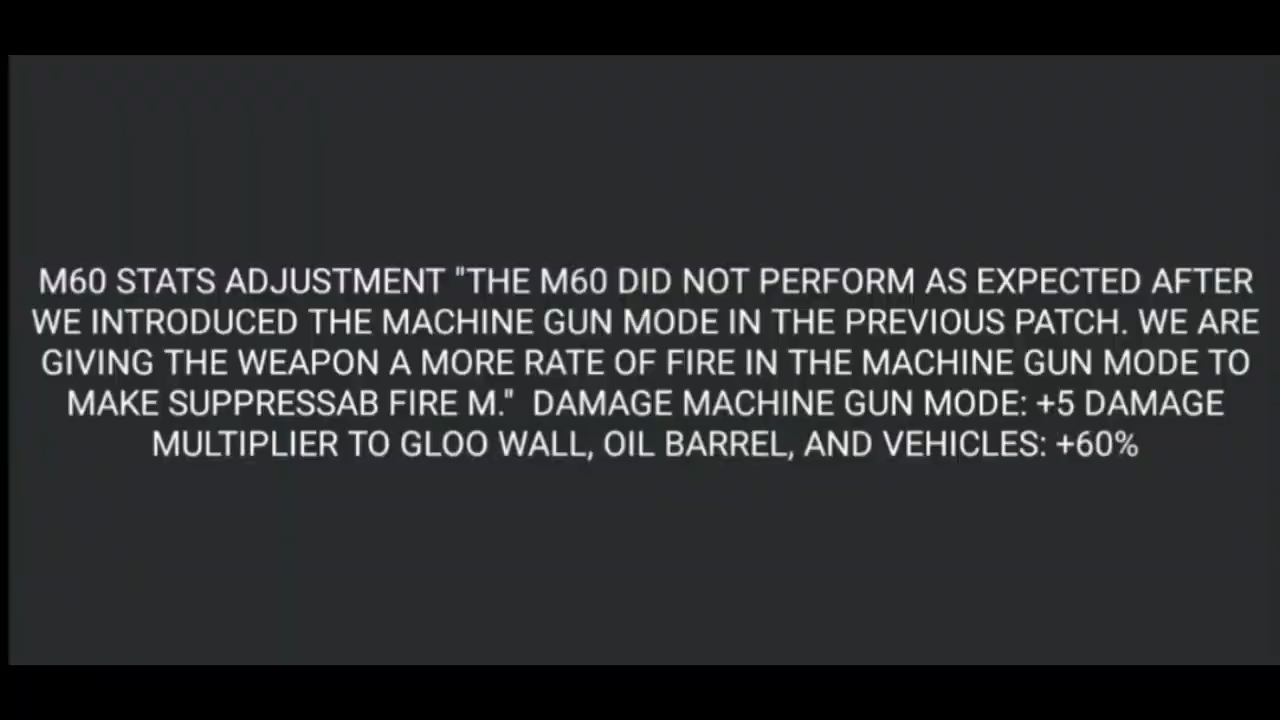 M60 STATS ADJUSTMENT "THE M60 DID NOT PERFORM AS EXPECTED AFTER
WE INTRODUCED THE MACHINE GUN MODE IN THE PREVIOUS PATCH. WE ARE
GIVING THE WEAPON A MORE RATE OF FIRE IN THE MACHINE GUN MODE TO
MAKE SUPPRESSAB FIRE M."  DAMAGE MACHINE GUN MODE: +5 DAMAGE
MULTIPLIER TO GLOO WALL, OIL BARREL, AND VEHICLES: +60%